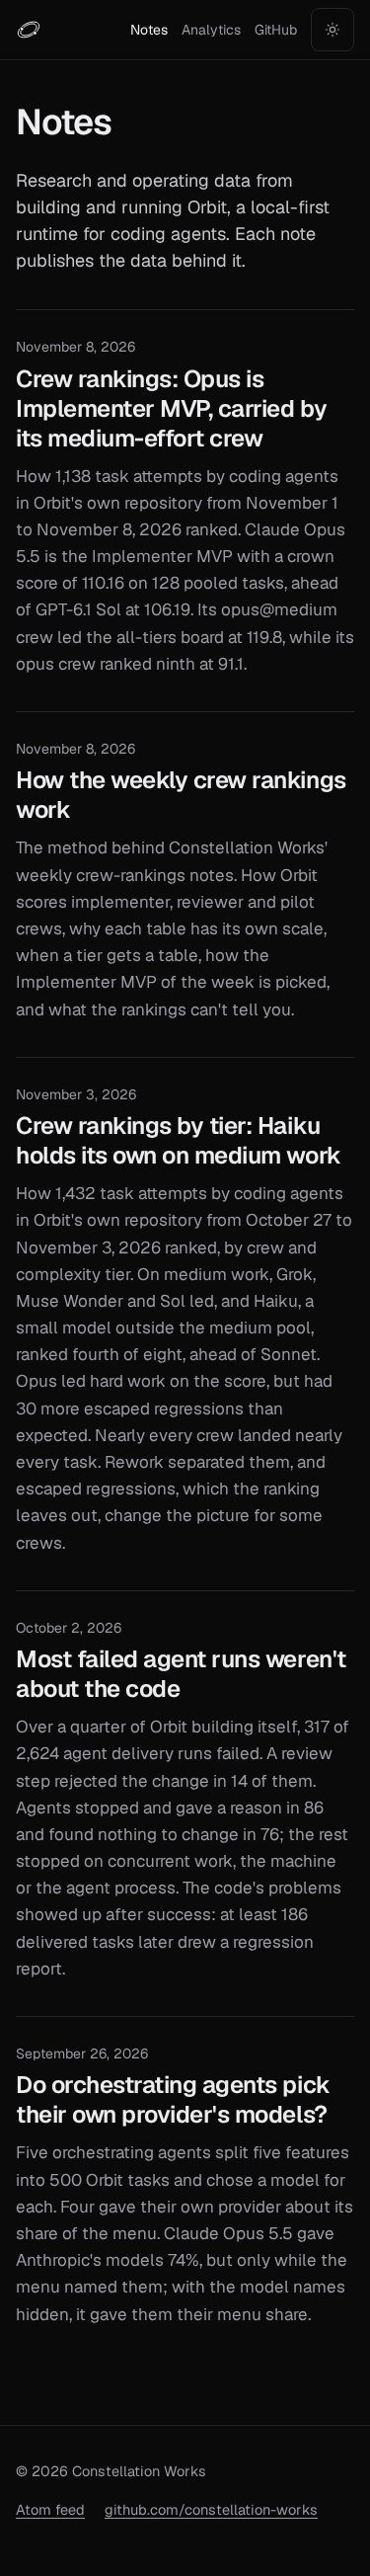 Notes Analytics GitHub
Notes
Research and operating data from
building and running Orbit, a local-first
runtime for coding agents. Each note
publishes the data behind it.
November 8, 2026
Crew rankings: Opus is
Implementer MVP, carried by
its medium-effort crew
How 1,138 task attempts by coding agents
in Orbit's own repository from November 1
to November 8, 2026 ranked. Claude Opus
5.5 is the Implementer MVP with a crown
score of 110.16 on 128 pooled tasks, ahead
of GPT-6.1 Sol at 106.19. Its opus@medium
crew led the all-tiers board at 119.8, while its
opus crew ranked ninth at 91.1.
November 8, 2026
How the weekly crew rankings
work
The method behind Constellation Works'
weekly crew-rankings notes. How Orbit
scores implementer, reviewer and pilot
crews, why each table has its own scale,
when a tier gets a table, how the
Implementer MVP of the week is picked,
and what the rankings can't tell you.
November 3, 2026
Crew rankings by tier: Haiku
holds its own on medium work
How 1,432 task attempts by coding agents
in Orbit's own repository from October 27 to
November 3, 2026 ranked, by crew and
complexity tier. On medium work, Grok,
Muse Wonder and Sol led, and Haiku, a
small model outside the medium pool,
ranked fourth of eight, ahead of Sonnet.
Opus led hard work on the score, but had
30 more escaped regressions than
expected. Nearly every crew landed nearly
every task. Rework separated them, and
escaped regressions, which the ranking
leaves out, change the picture for some
crews.
October 2, 2026
Most failed agent runs weren't
about the code
Over a quarter of Orbit building itself, 317 of
2,624 agent delivery runs failed. A review
step rejected the change in 14 of them.
Agents stopped and gave a reason in 86
and found nothing to change in 76; the rest
stopped on concurrent work, the machine
or the agent process. The code's problems
showed up after success: at least 186
delivered tasks later drew a regression
report.
September 26, 2026
Do orchestrating agents pick
their own provider's models?
Five orchestrating agents split five features
into 500 Orbit tasks and chose a model for
each. Four gave their own provider about its
share of the menu. Claude Opus 5.5 gave
Anthropic's models 74%, but only while the
menu named them; with the model names
hidden, it gave them their menu share.
© 2026 Constellation Works
Atom feed github.com/constellation-works